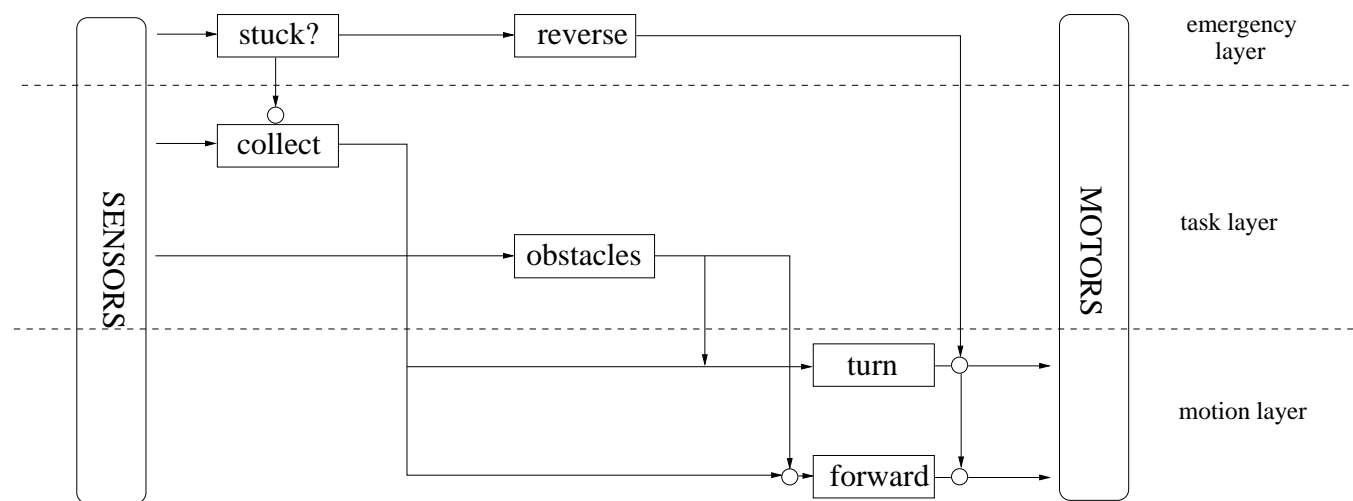 stuck?
reverse
emergency
layer
collect
SENSORS
MOTORS
task layer
obstacles
turn
motion layer
forward